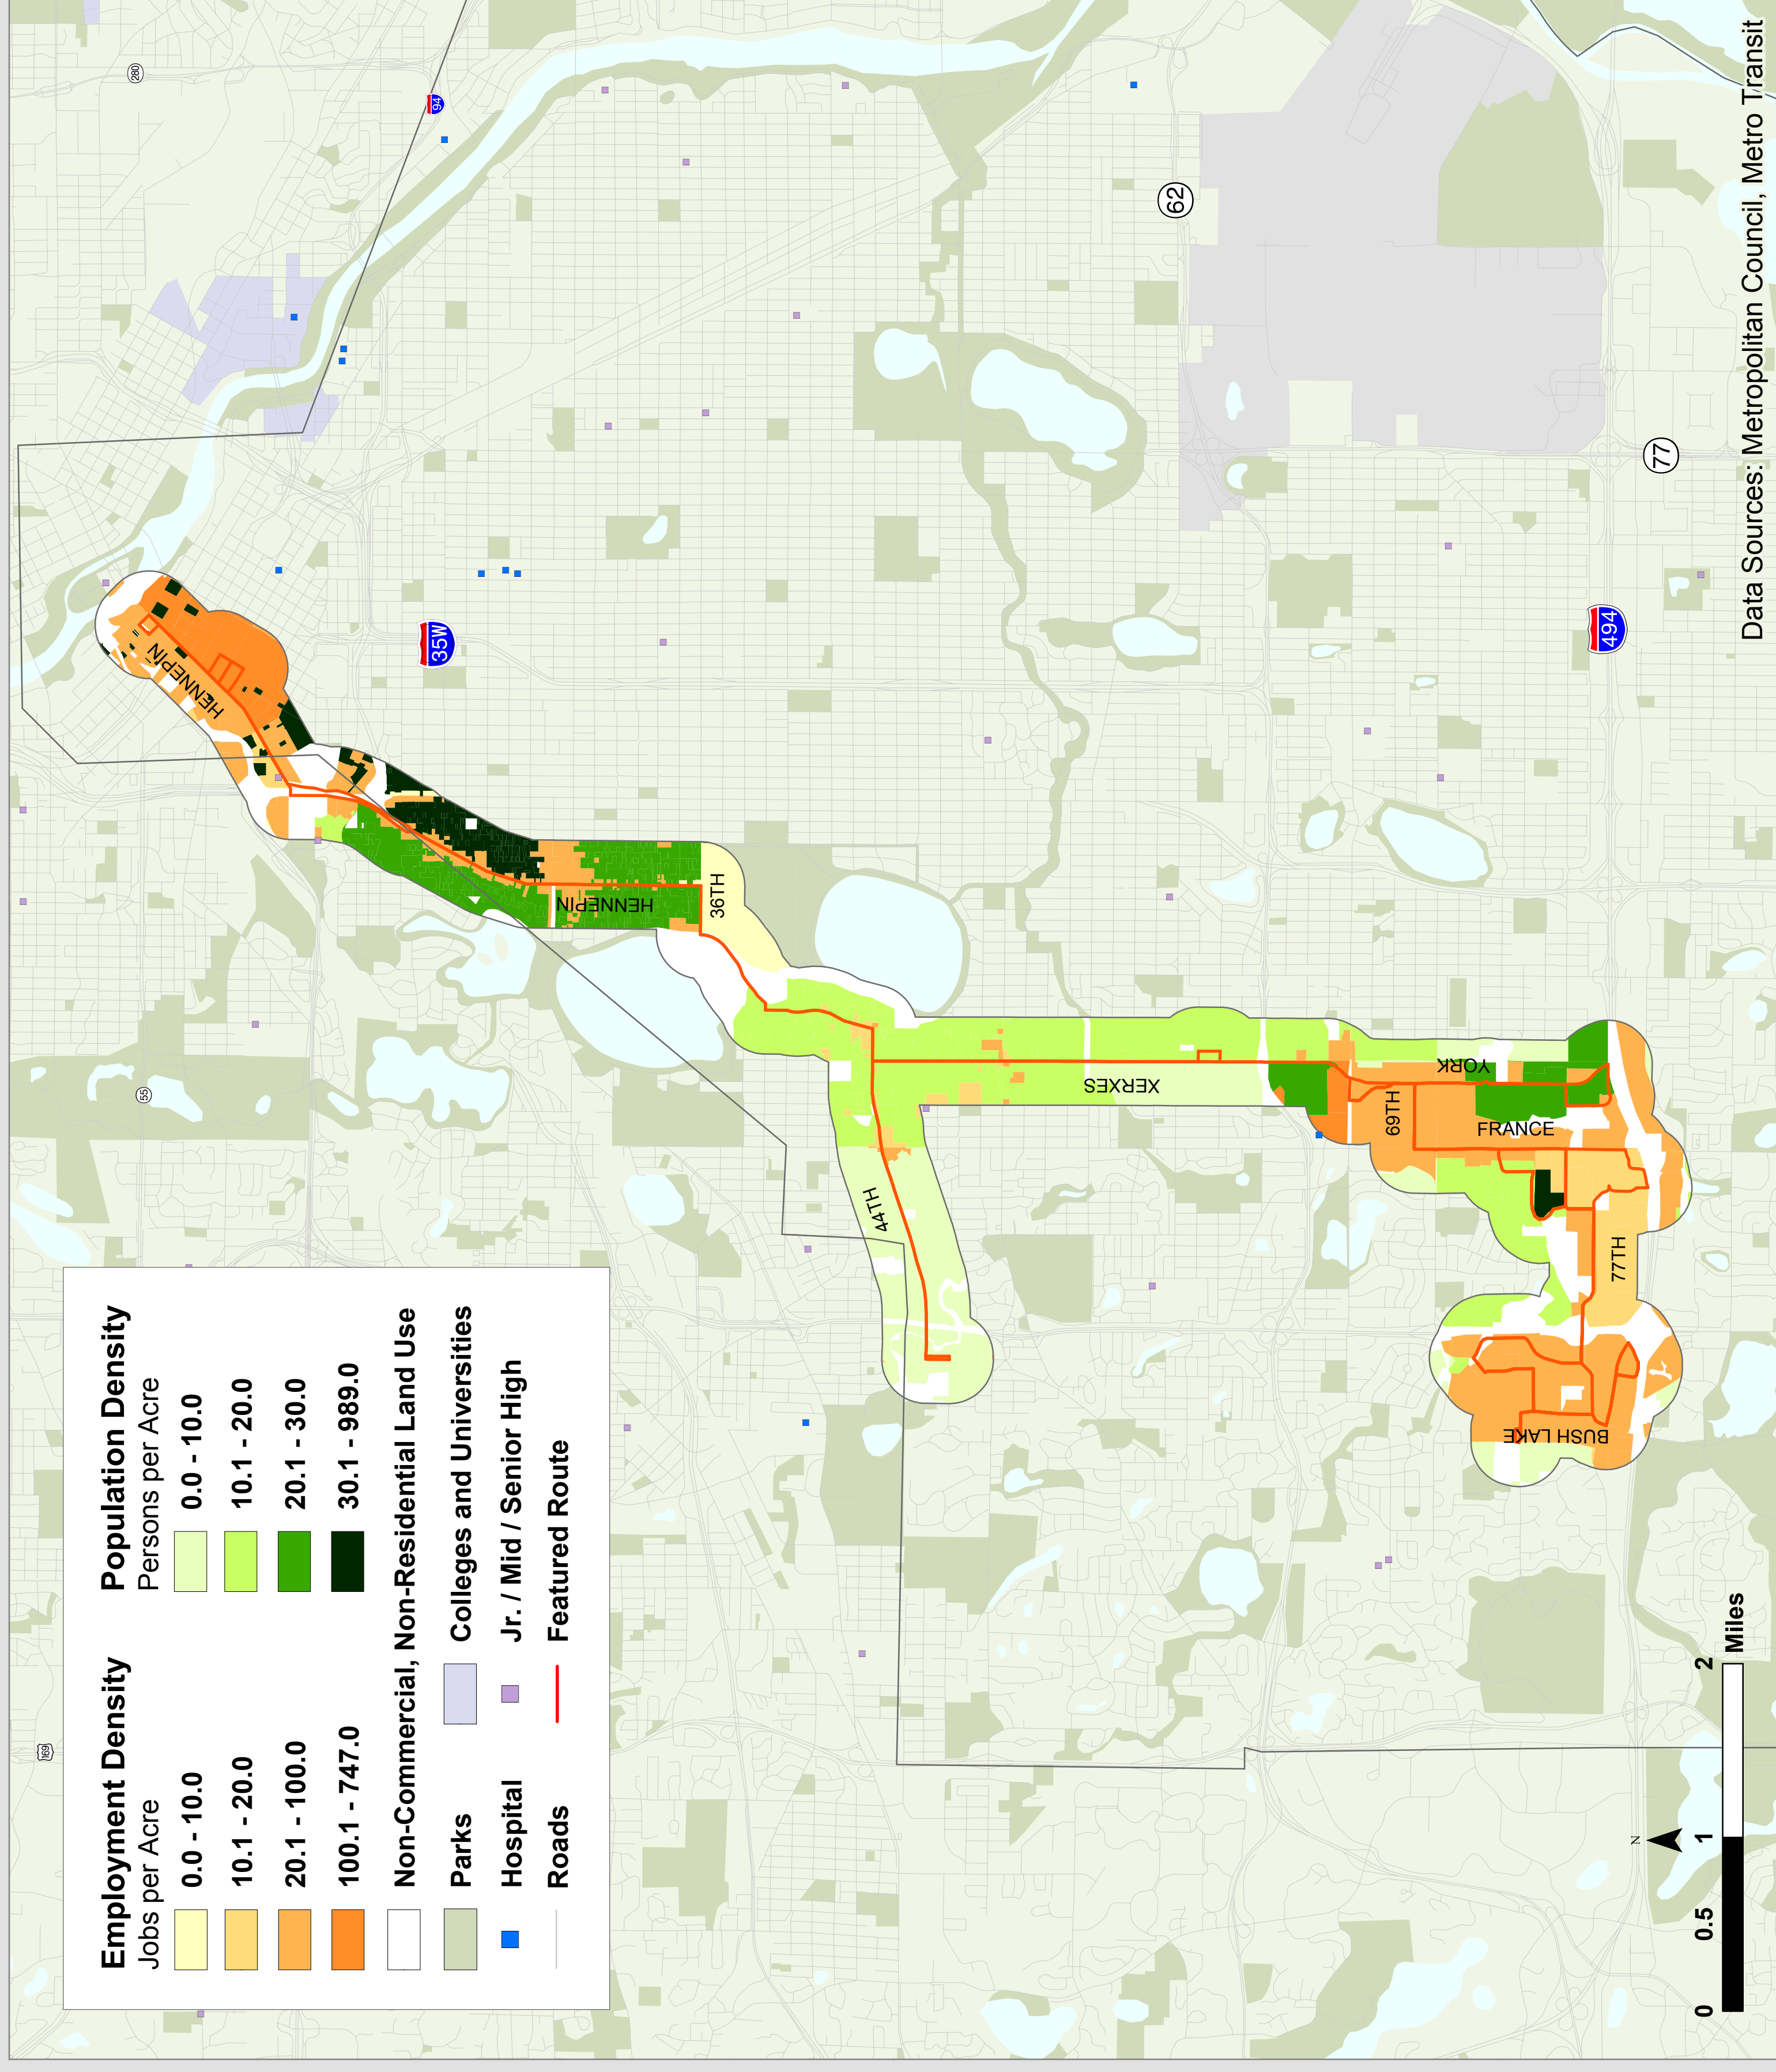 Employment Density
Jobs per Acre
0.0 - 10.0
10.1 - 20.0
20.1 - 100.0
100.1 - 747.0
Population Density
Persons per Acre
0.0 - 10.0
10.1 - 20.0
20.1 - 30.0
30.1 - 989.0
Non-Commercial, Non-Residential Land Use
Parks
Colleges and Universities
Hospital
Jr. / Mid / Senior High
Roads
Featured Route
169
55
280
94
35W
62
77
494
HENNEPIN
HENNEPIN
36TH
44TH
XERXES
YORK
69TH
FRANCE
77TH
BUSH LAKE
N
0 0.5 1 2
Miles
Data Sources: Metropolitan Council, Metro Transit